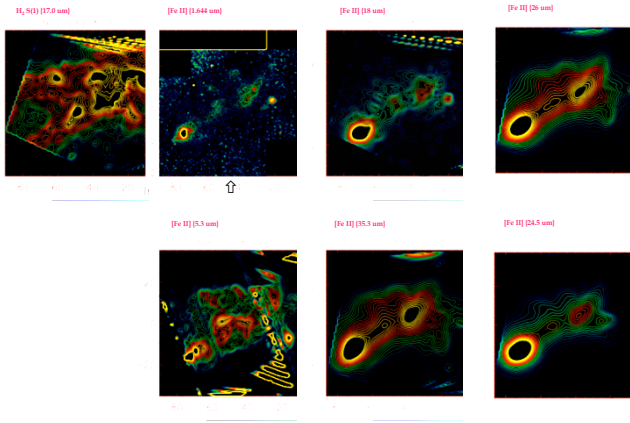 H₂ S(1) [17.0 um]
[Fe II] [1.644 um]
[Fe II] [18 um]
[Fe II] [26 um]
[Fe II] [5.3 um]
[Fe II] [35.3 um]
[Fe II] [24.5 um]